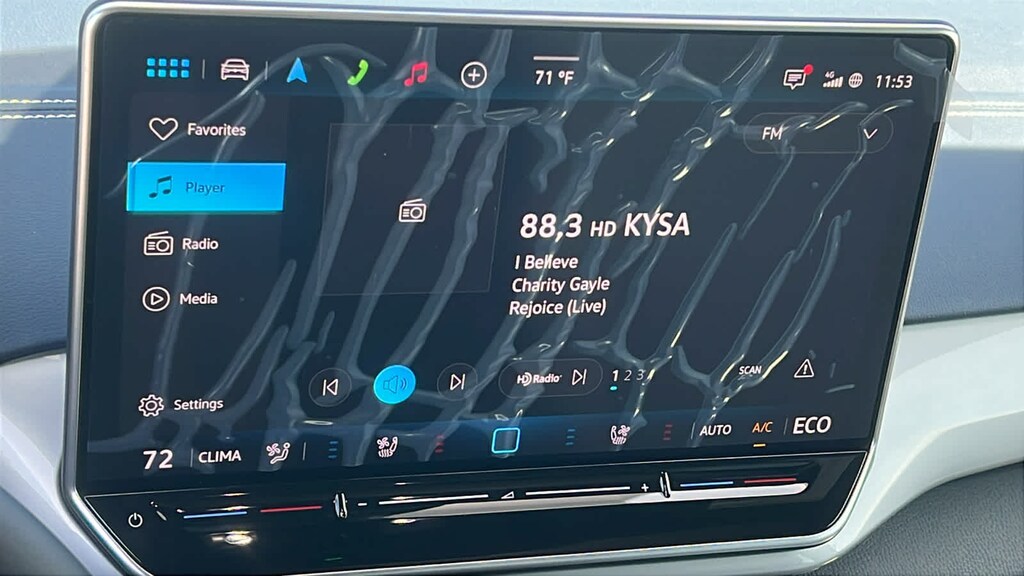 71 °F
4G
11:53
Favorites
FM
Player
88,3 HD KYSA
Radio
I Believe
Charity Gayle
Rejoice (Live)
Media
HD Radio
1 2 3
SCAN
Settings
72 CLIMA
AUTO A/C ECO
- +